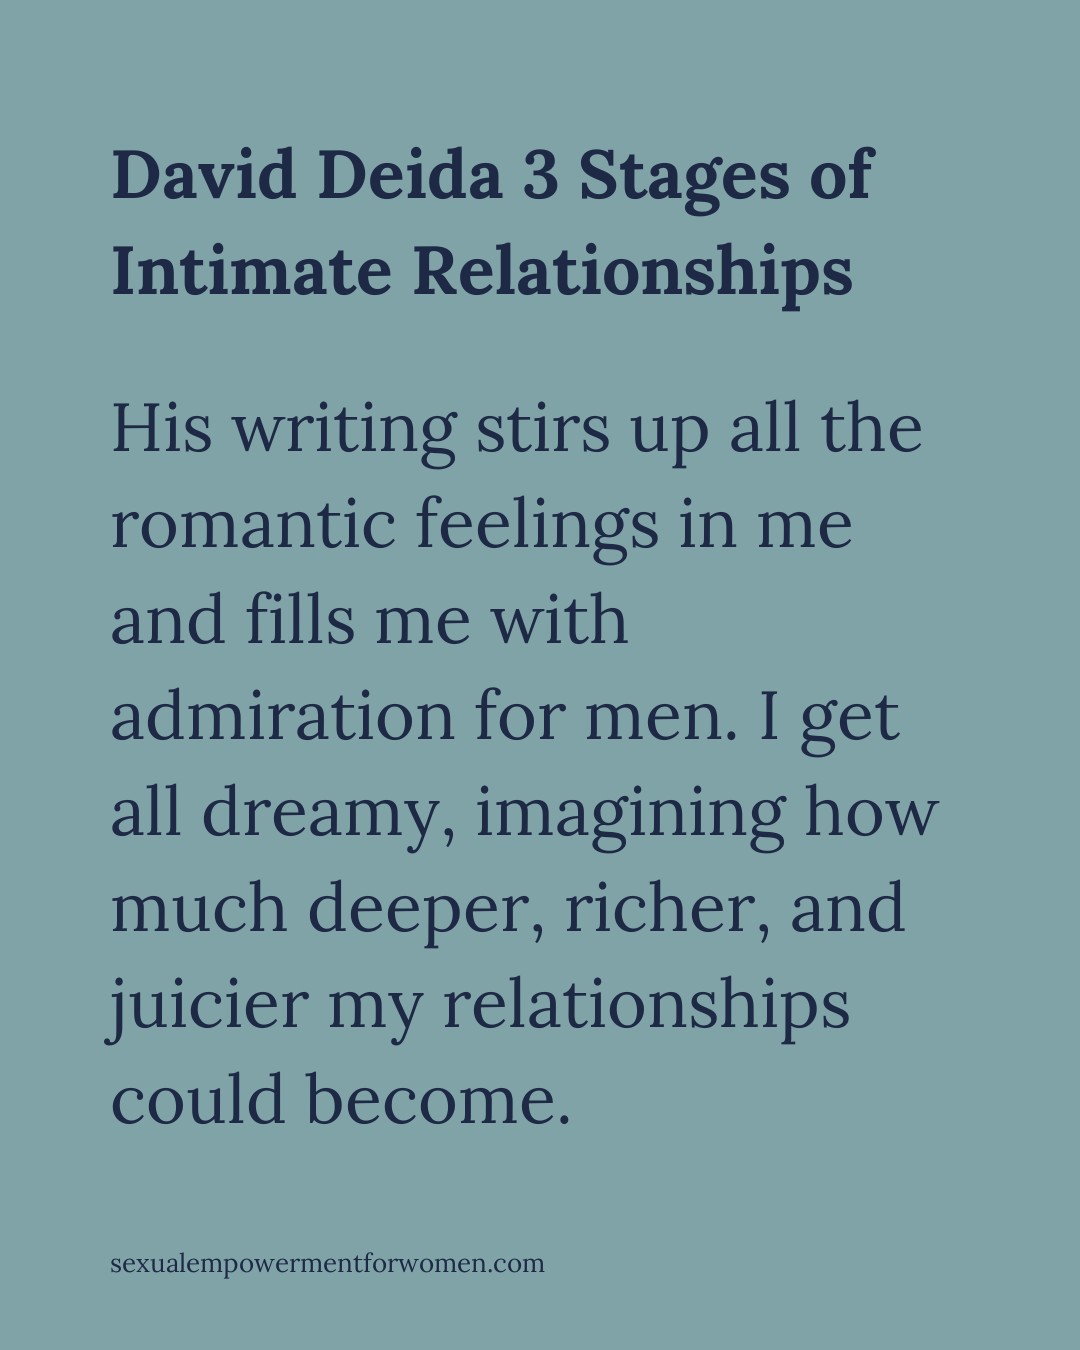 David Deida 3 Stages of
Intimate Relationships
His writing stirs up all the
romantic feelings in me
and fills me with
admiration for men. I get
all dreamy, imagining how
much deeper, richer, and
juicier my relationships
could become.
sexualempowermentforwomen.com